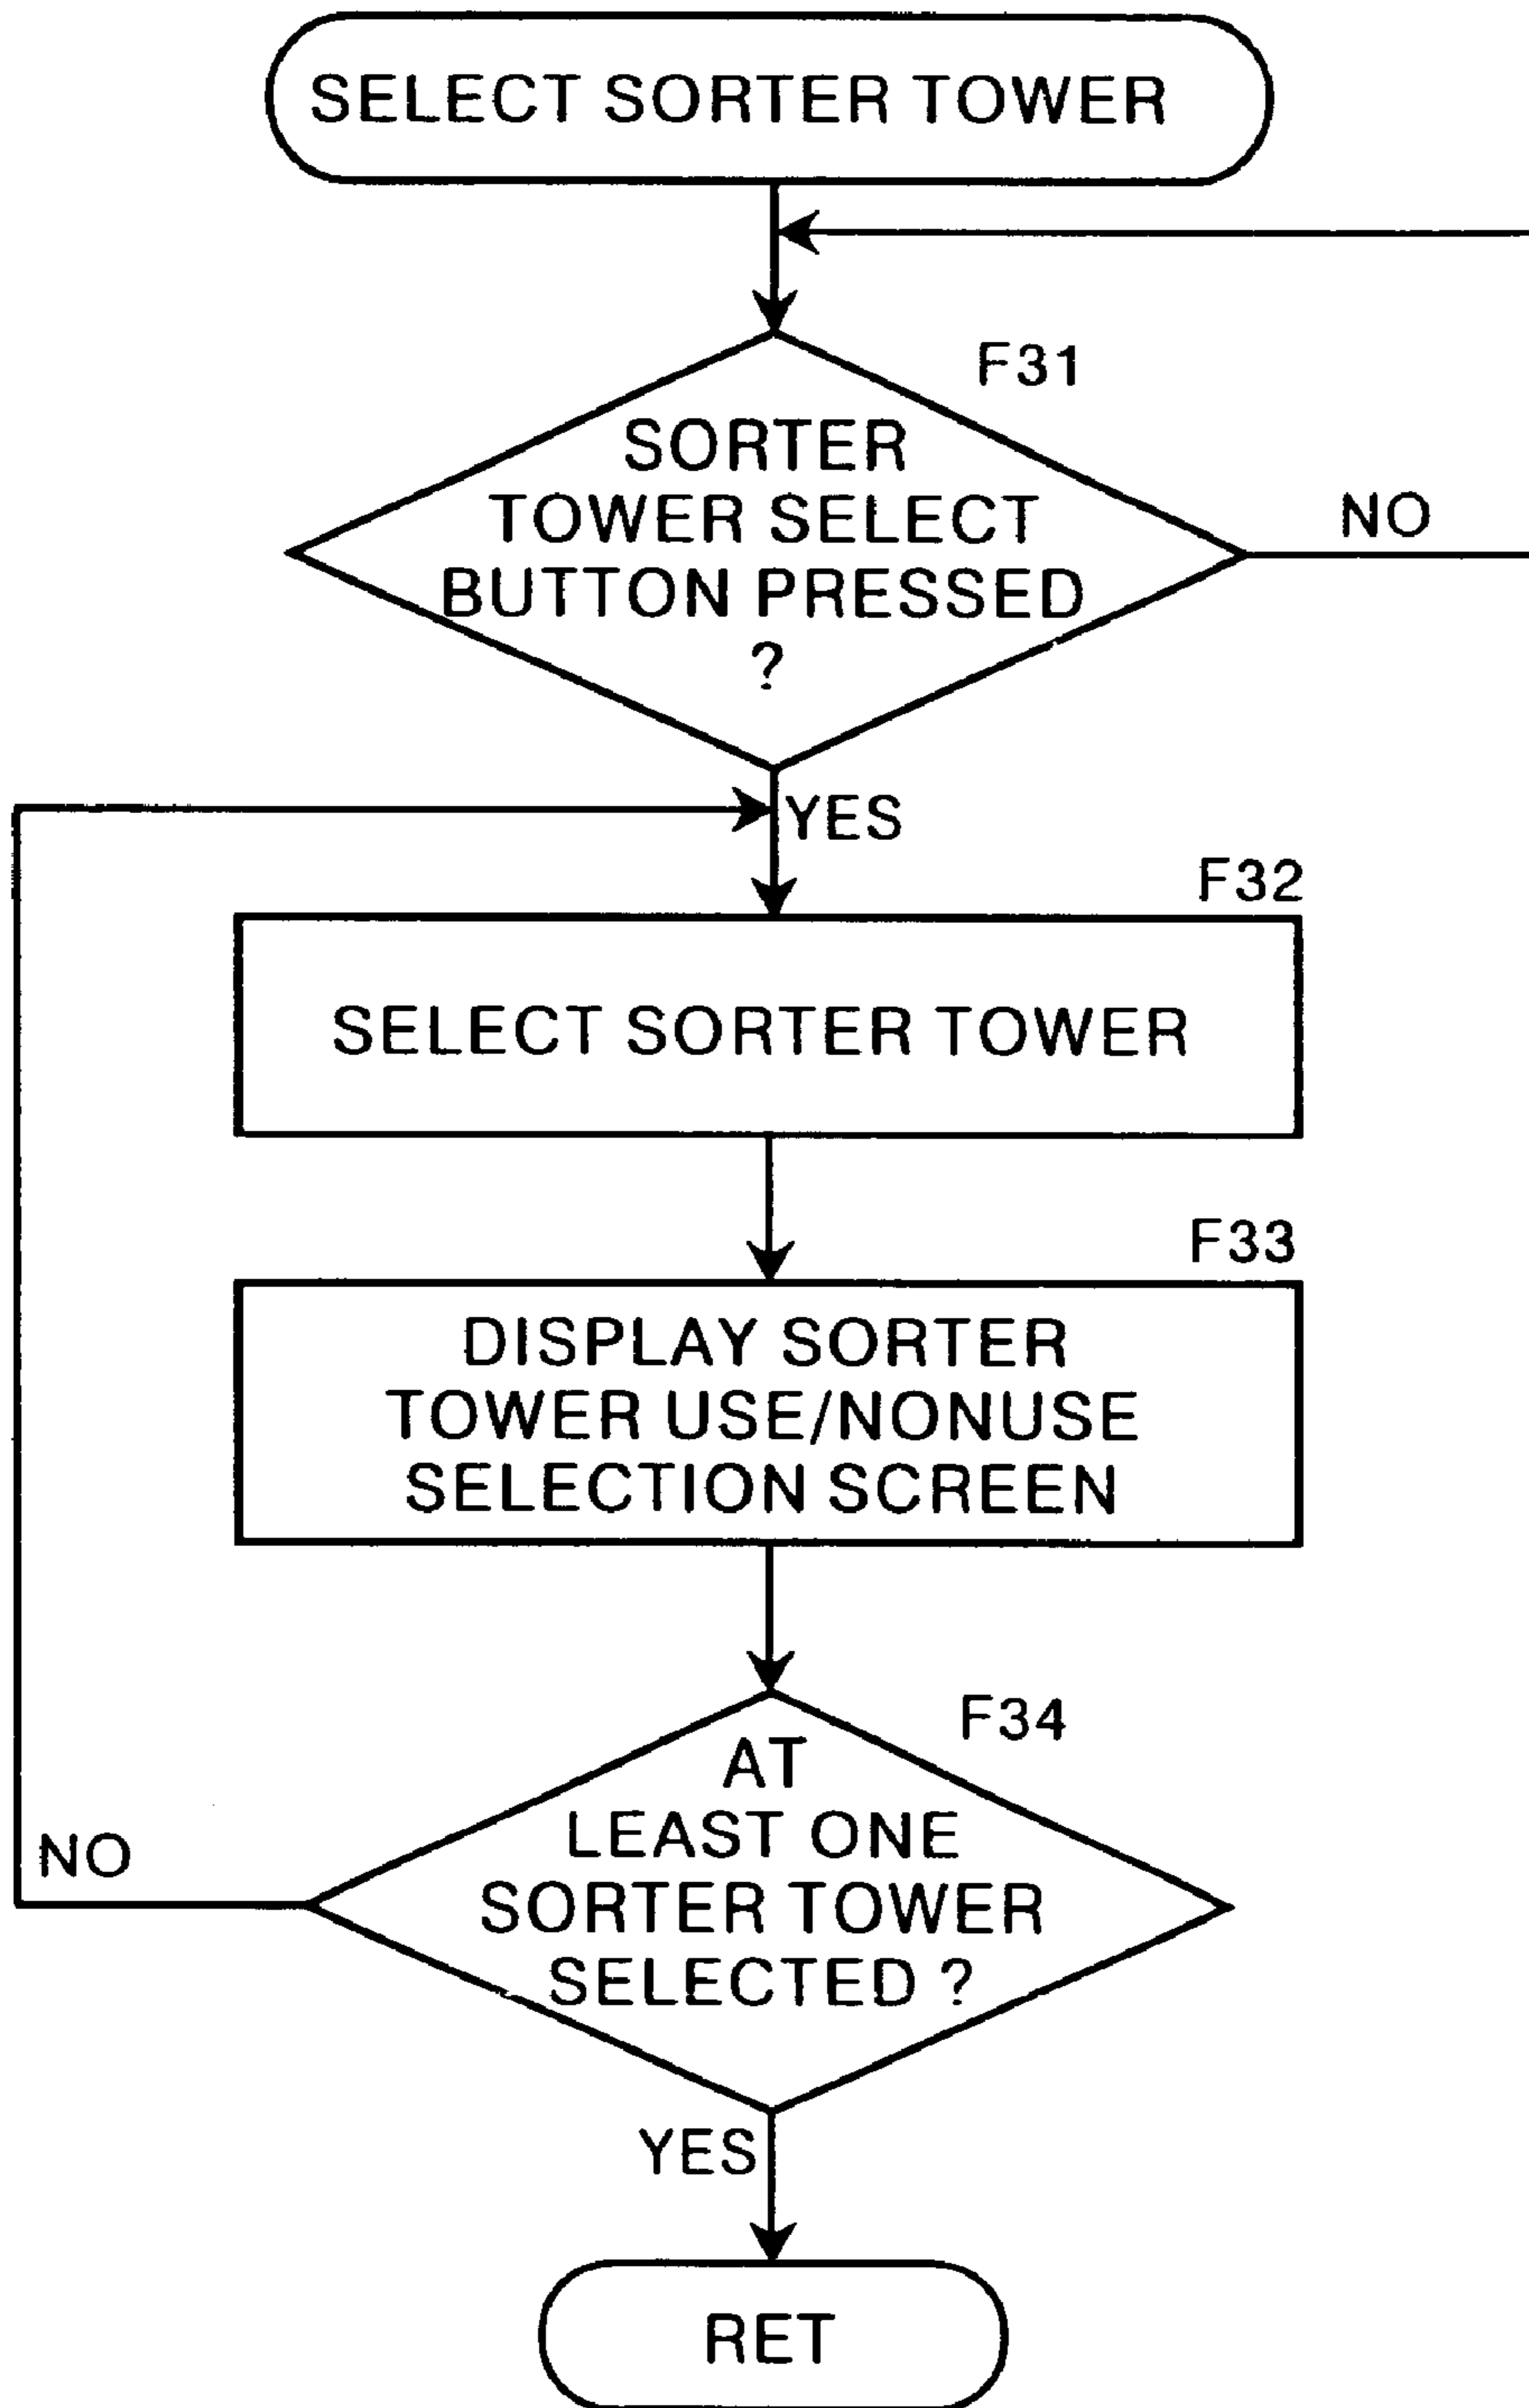 SELECT SORTER TOWER
F31
SORTER
TOWER SELECT
BUTTON PRESSED
?
NO
YES
F32
SELECT SORTER TOWER
F33
DISPLAY SORTER
TOWER USE/NONUSE
SELECTION SCREEN
F34
AT
LEAST ONE
SORTER TOWER
SELECTED ?
NO
YES
RET